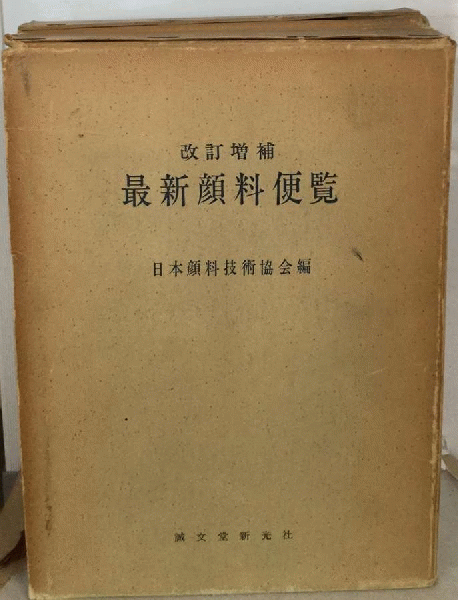 改訂増補
最新顔料便覧
日本顔料技術協会編
誠文堂新光社